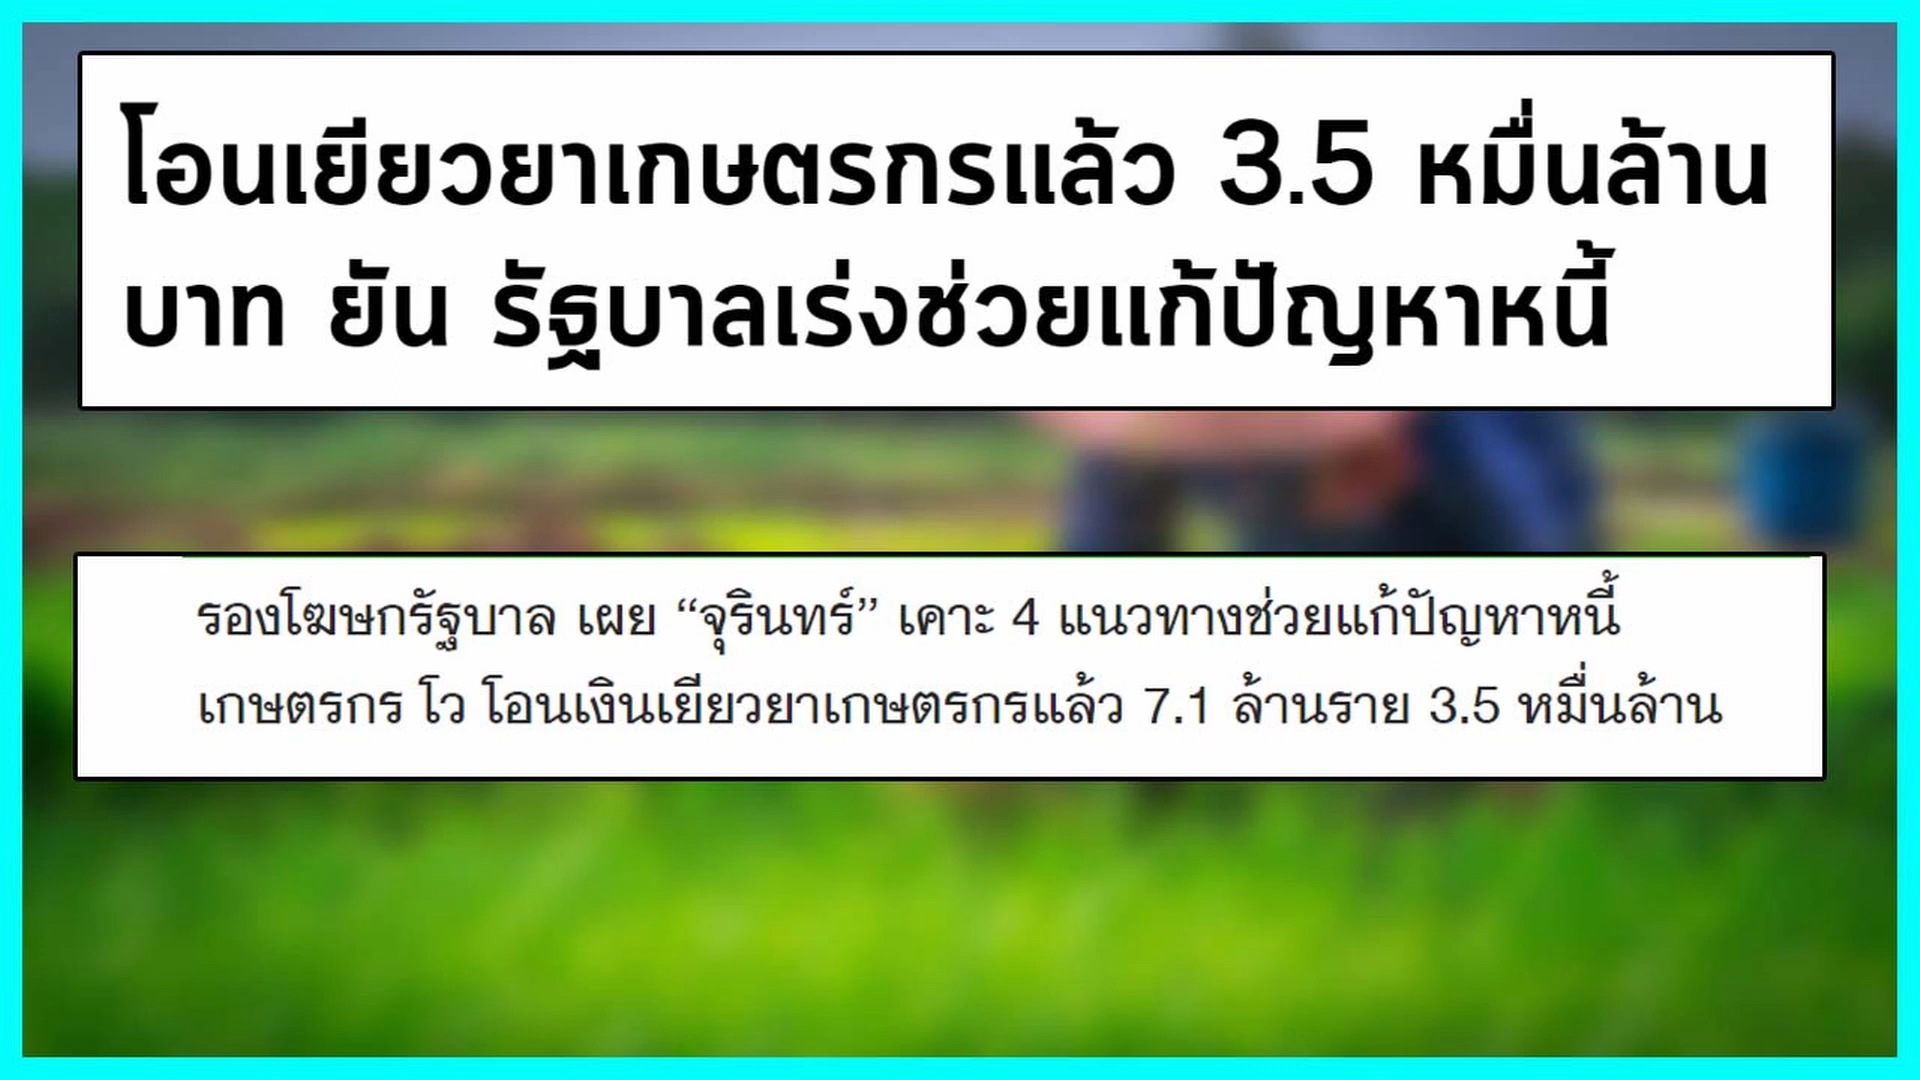 โอนเยียวยาเกษตรกรแล้ว 3.5 หมื่นล้าน
บาท ยัน รัฐบาลเร่งช่วยแก้ปัญหาหนี้
รองโฆษกรัฐบาล เผย “จุรินทร์” เคาะ 4 แนวทางช่วยแก้ปัญหาหนี้
เกษตรกร โว โอนเงินเยียวยาเกษตรกรแล้ว 7.1 ล้านราย 3.5 หมื่นล้าน